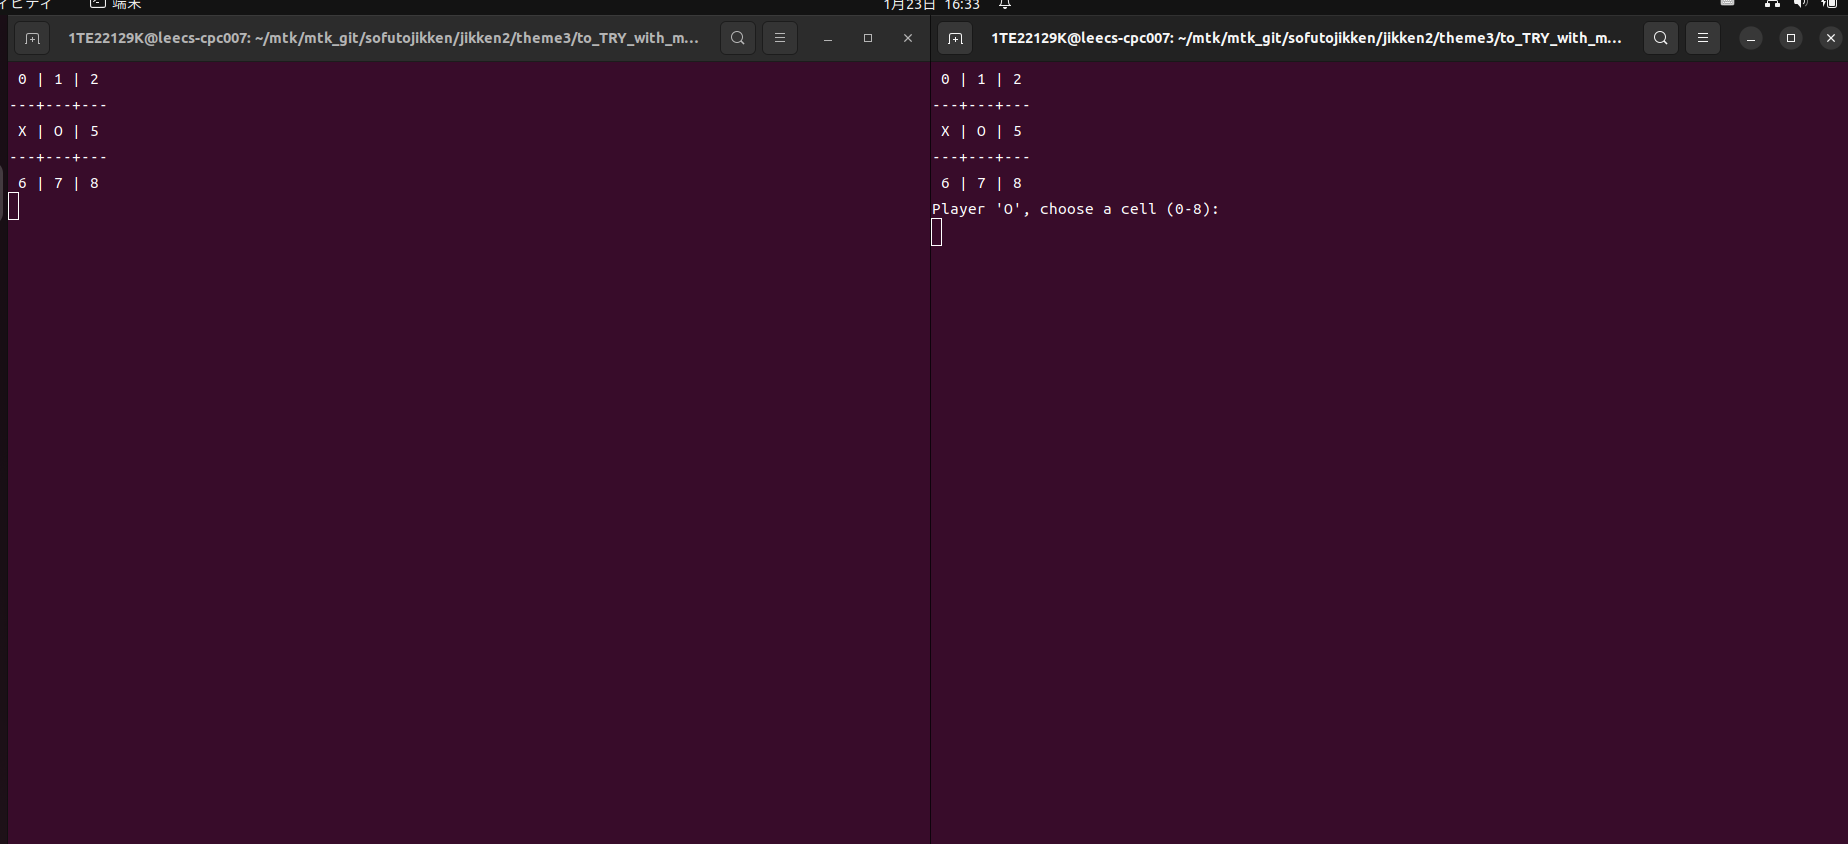 ィビティ 端末 1月23日 16:33
1TE22129K@leecs-cpc007: ~/mtk/mtk_git/sofutojikken/jikken2/theme3/to_TRY_with_m...
0 | 1 | 2
---+---+---
X | O | 5
---+---+---
6 | 7 | 8
1TE22129K@leecs-cpc007: ~/mtk/mtk_git/sofutojikken/jikken2/theme3/to_TRY_with_m...
0 | 1 | 2
---+---+---
X | O | 5
---+---+---
6 | 7 | 8
Player 'O', choose a cell (0-8):